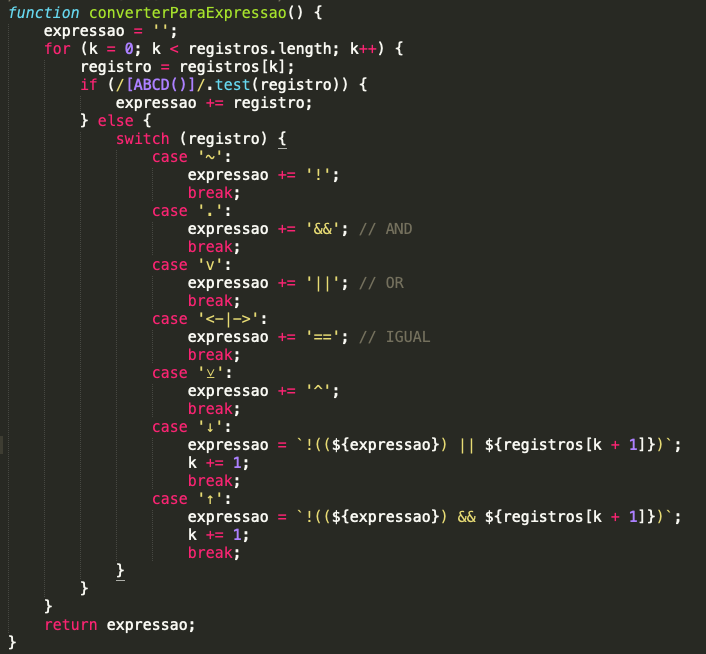 function converterParaExpressao() {
    expressao = '';
    for (k = 0; k < registros.length; k++) {
        registro = registros[k];
        if (/[ABCD()]/.test(registro)) {
            expressao += registro;
        } else {
            switch (registro) {
                case '~':
                    expressao += '!';
                    break;
                case '.':
                    expressao += '&&'; // AND
                    break;
                case 'v':
                    expressao += '||'; // OR
                    break;
                case '<-|->':
                    expressao += '=='; // IGUAL
                    break;
                case '⊻':
                    expressao += '^';
                    break;
                case '↓':
                    expressao = `!((${expressao}) || ${registros[k + 1]})`;
                    k += 1;
                    break;
                case '↑':
                    expressao = `!((${expressao}) && ${registros[k + 1]})`;
                    k += 1;
                    break;
            }
        }
    }
    return expressao;
}